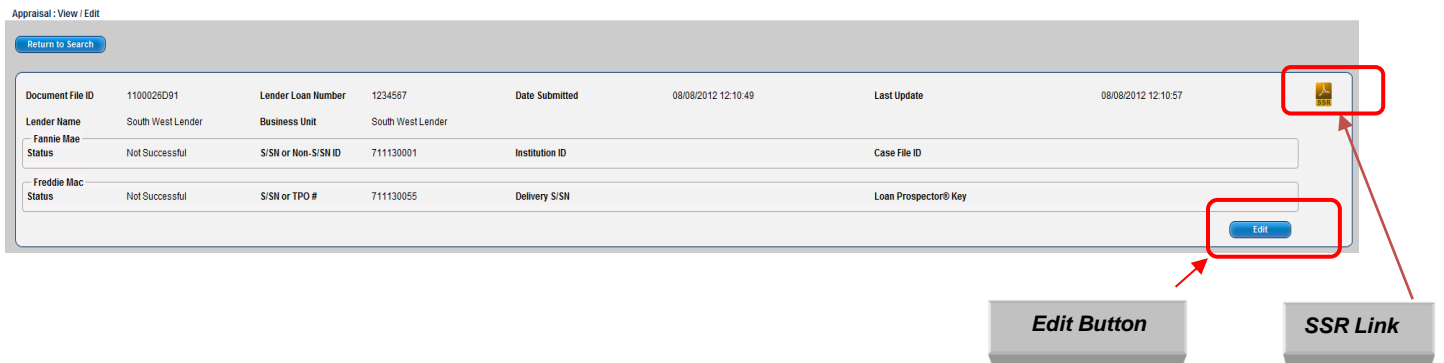 Appraisal : View / Edit
Return to Search
Document File ID 1100026D91 Lender Loan Number 1234567 Date Submitted 08/08/2012 12:10:49 Last Update 08/08/2012 12:10:57
SSR
Lender Name South West Lender Business Unit South West Lender
Fannie Mae
Status Not Successful S/SN or Non-S/SN ID 711130001 Institution ID Case File ID
Freddie Mac
Status Not Successful S/SN or TPO # 711130055 Delivery S/SN Loan Prospector® Key
Edit
Edit Button SSR Link